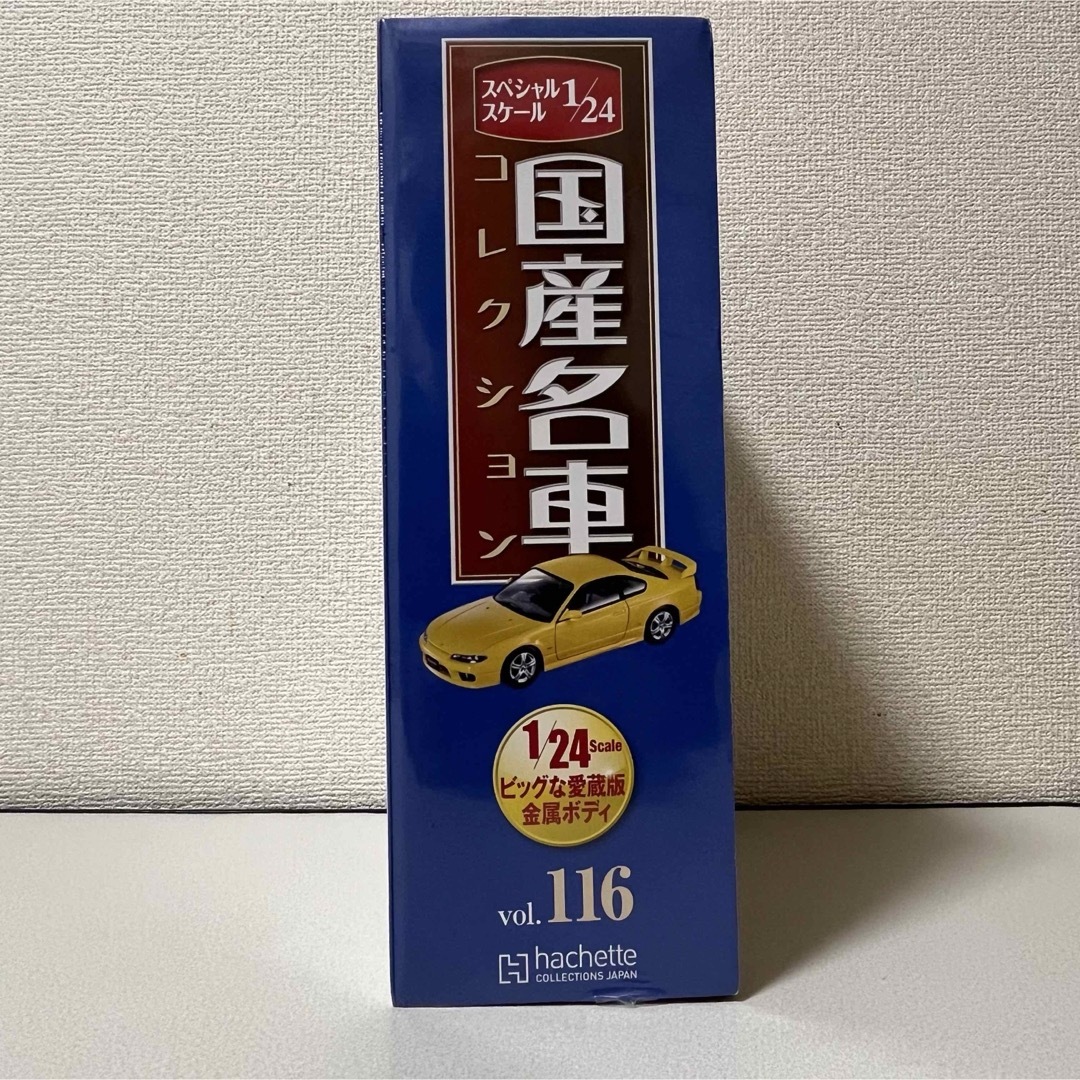 スペシャル
スケール 1/24
国産名車
コレクション
1/24 Scale
ビッグな愛蔵版
金属ボディ
vol. 116
hachette
COLLECTIONS JAPAN